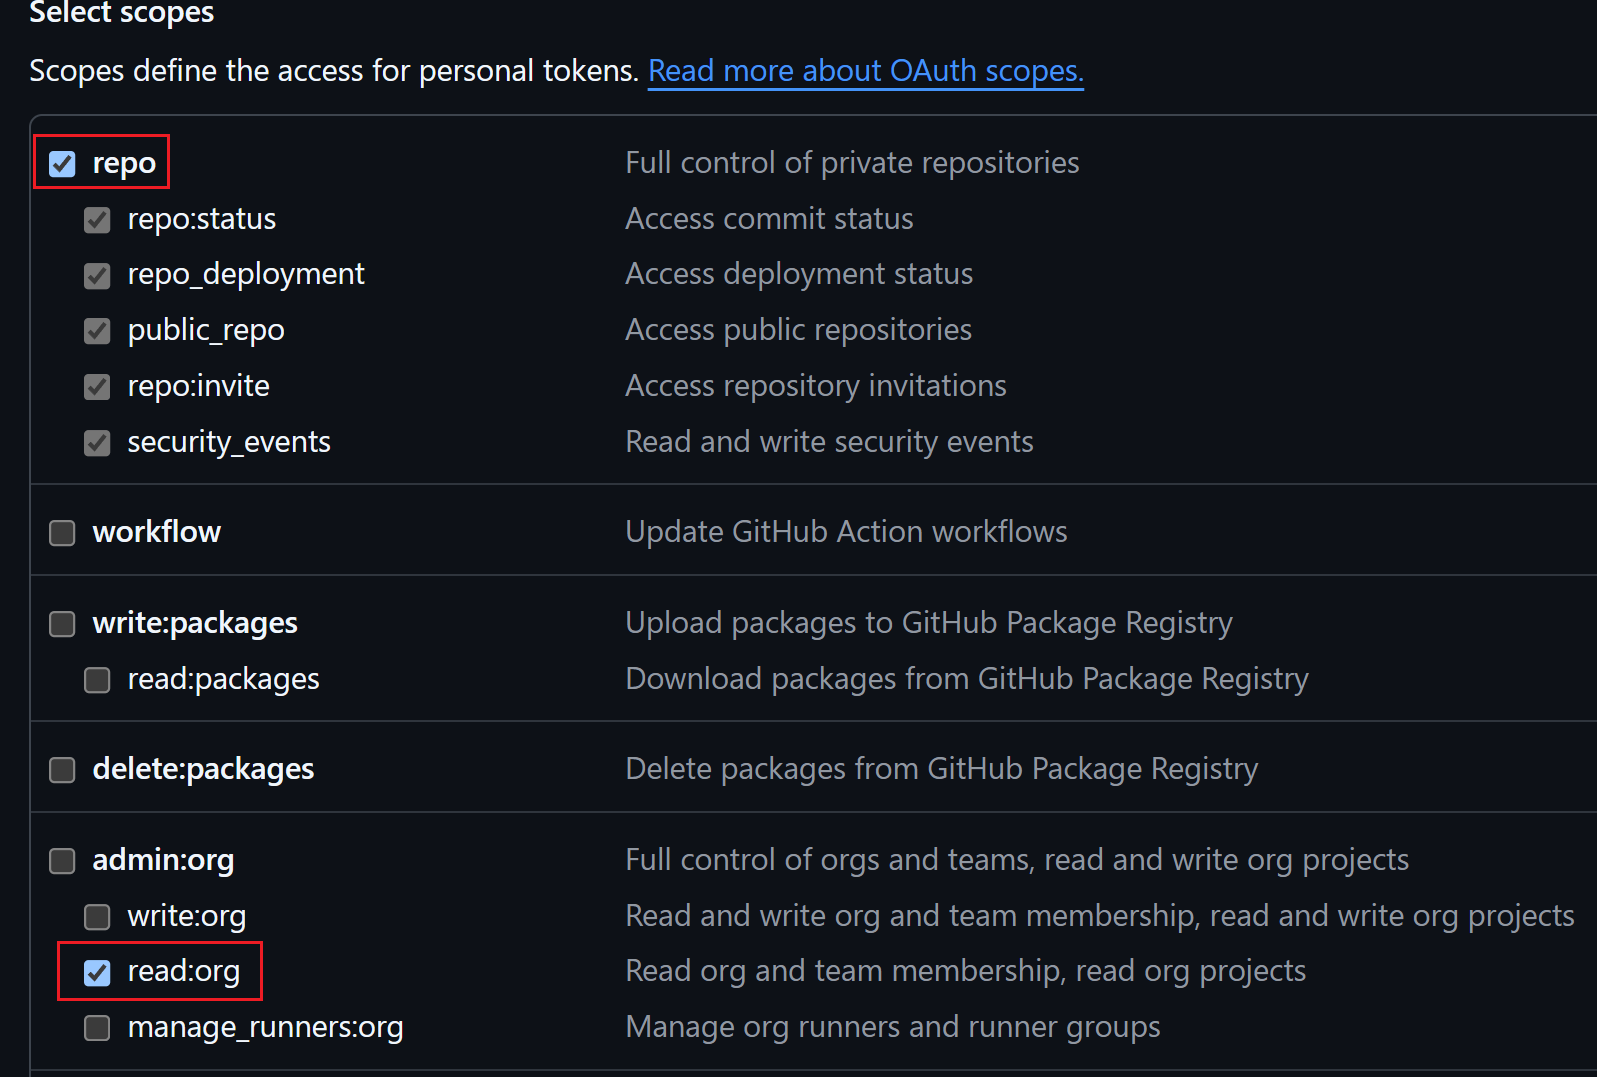 Select scopes
Scopes define the access for personal tokens. Read more about OAuth scopes.
repo Full control of private repositories
repo:status Access commit status
repo_deployment Access deployment status
public_repo Access public repositories
repo:invite Access repository invitations
security_events Read and write security events
workflow Update GitHub Action workflows
write:packages Upload packages to GitHub Package Registry
read:packages Download packages from GitHub Package Registry
delete:packages Delete packages from GitHub Package Registry
admin:org Full control of orgs and teams, read and write org projects
write:org Read and write org and team membership, read and write org projects
read:org Read org and team membership, read org projects
manage_runners:org Manage org runners and runner groups